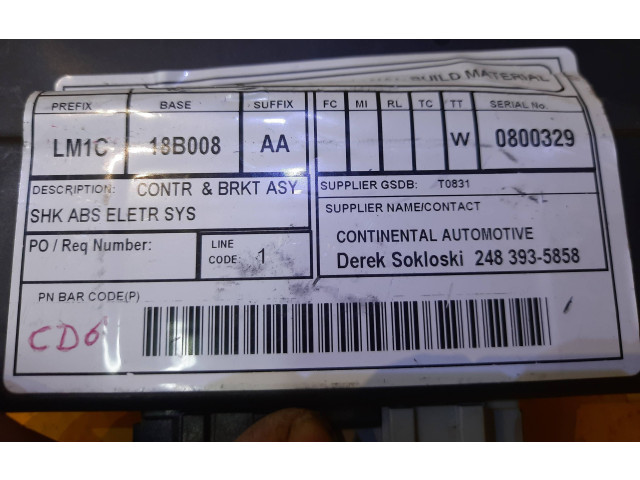 BUILD MATERIAL
PREFIX BASE SUFFIX FC MI RL TC TT SERIAL No.
LM1C 18B008 AA W 0800329
DESCRIPTION: CONTR & BRKT ASY
SHK ABS ELETR SYS
SUPPLIER GSDB: T0831
SUPPLIER NAME/CONTACT
CONTINENTAL AUTOMOTIVE
Derek Sokloski 248 393-5858
PO / Req Number:
LINE
CODE: 1
PN BAR CODE(P)
CD6